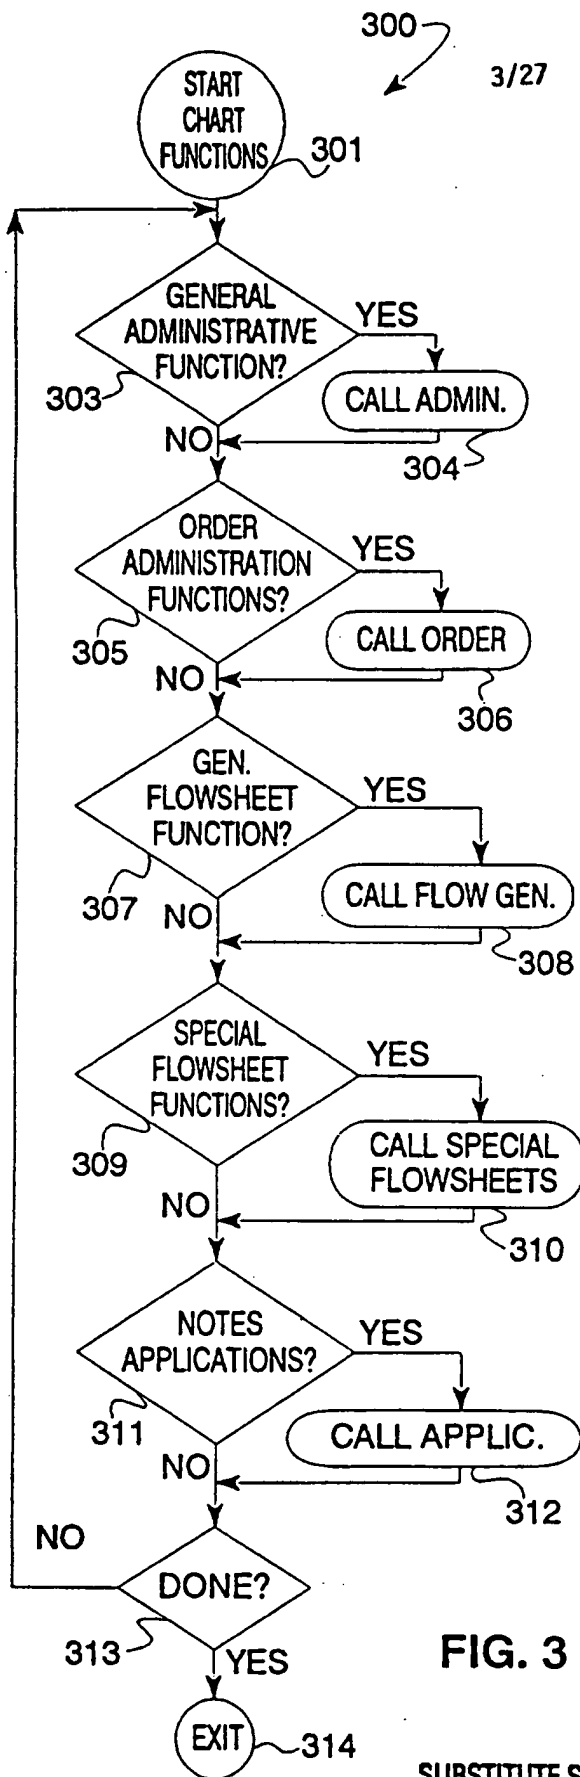 300
3/27
START
CHART
FUNCTIONS
301
GENERAL
ADMINISTRATIVE
FUNCTION?
YES
303
CALL ADMIN.
NO
304
ORDER
ADMINISTRATION
FUNCTIONS?
YES
305
CALL ORDER
NO
306
GEN.
FLOWSHEET
FUNCTION?
YES
307
CALL FLOW GEN.
NO
308
SPECIAL
FLOWSHEET
FUNCTIONS?
YES
309
CALL SPECIAL
FLOWSHEETS
NO
310
NOTES
APPLICATIONS?
YES
311
CALL APPLIC.
NO
312
NO
DONE?
313
YES
FIG. 3
EXIT
314
SUBSTITUTE S